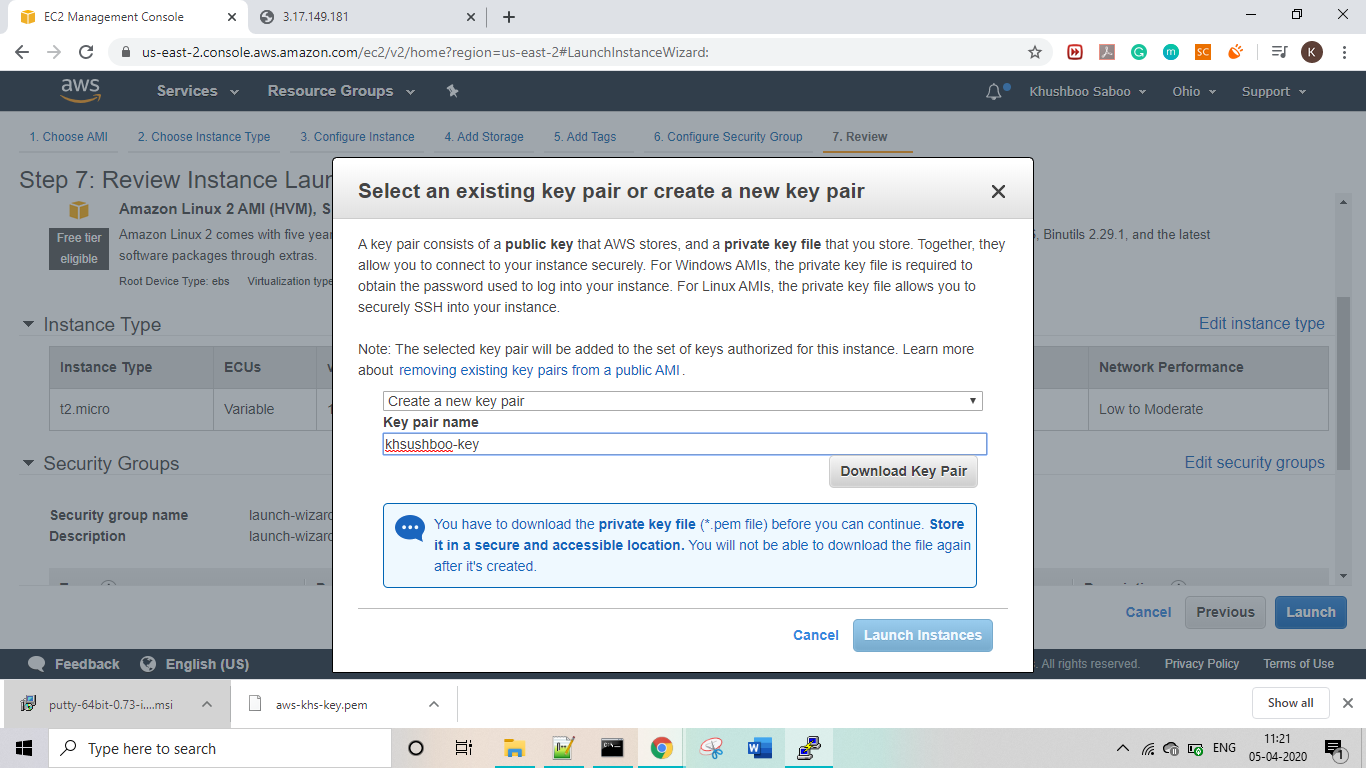 EC2 Management Console
3.17.149.181
us-east-2.console.aws.amazon.com/ec2/v2/home?region=us-east-2#LaunchInstanceWizard:
SC
K
aws
Services
Resource Groups
Khushboo Saboo
Ohio
Support
1. Choose AMI
2. Choose Instance Type
3. Configure Instance
4. Add Storage
5. Add Tags
6. Configure Security Group
7. Review
Step 7: Review Instance Laun
Select an existing key pair or create a new key pair
Amazon Linux 2 AMI (HVM), S
Free tier
eligible
Amazon Linux 2 comes with five year
, Binutils 2.29.1, and the latest
software packages through extras.
Root Device Type: ebs
Virtualization type
A key pair consists of a public key that AWS stores, and a private key file that you store. Together, they
allow you to connect to your instance securely. For Windows AMIs, the private key file is required to
obtain the password used to log into your instance. For Linux AMIs, the private key file allows you to
securely SSH into your instance.
Note: The selected key pair will be added to the set of keys authorized for this instance. Learn more
about removing existing key pairs from a public AMI.
Create a new key pair
Key pair name
khsushboo-key
Download Key Pair
You have to download the private key file (*.pem file) before you can continue. Store
it in a secure and accessible location. You will not be able to download the file again
after it's created.
Cancel
Launch Instances
Instance Type
Edit instance type
Instance Type
ECUs
Network Performance
t2.micro
Variable
Low to Moderate
Security Groups
Edit security groups
Security group name
launch-wizard
Description
launch-wizard
Cancel
Previous
Launch
Feedback
English (US)
. All rights reserved.
Privacy Policy
Terms of Use
putty-64bit-0.73-i....msi
aws-khs-key.pem
Show all
Type here to search
ENG
11:21
05-04-2020
1